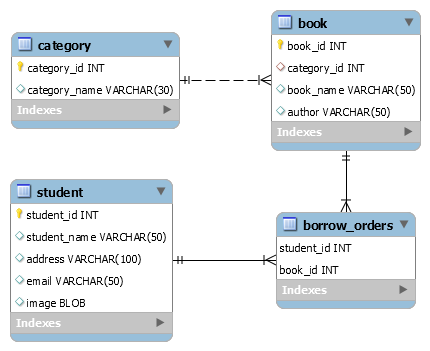 category
category_id INT
category_name VARCHAR(30)
Indexes
book
book_id INT
category_id INT
book_name VARCHAR(50)
author VARCHAR(50)
Indexes
student
student_id INT
student_name VARCHAR(50)
address VARCHAR(100)
email VARCHAR(50)
image BLOB
Indexes
borrow_orders
student_id INT
book_id INT
Indexes